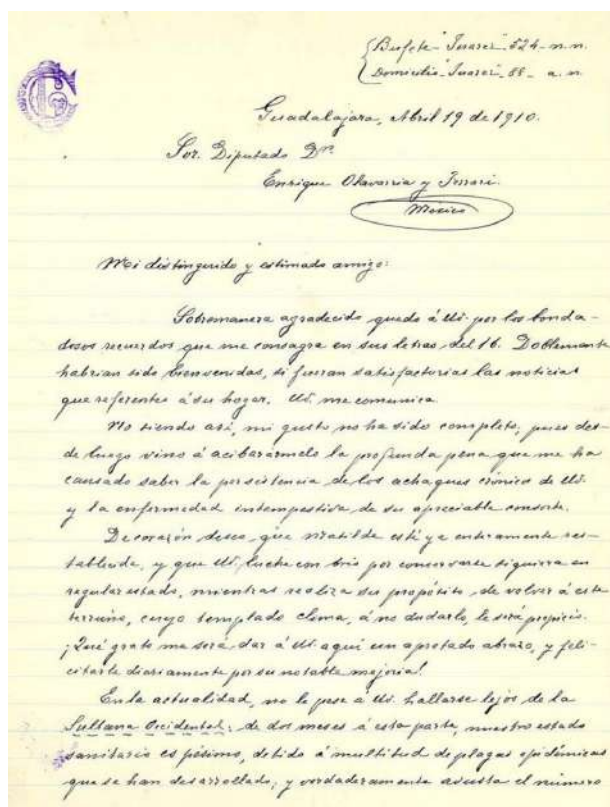 Bufete - Juarez - 524 - n.n.
Domicilio - Juarez - 88 - a.n.
Guadalajara, Abril 19 de 1910.
Sor. Diputado Dn.
Enrique Olavarria y Ferrari.
Mexico
Mi distinguido y estimado amigo:
Sobremanera agradecido quedo á Ud. por los bonda-
dosos recuerdos que me consagra en sus letras del 16. Doblemente
habrian sido bienvenidas, si fueran satisfactorias las noticias
que referentes á su hogar, Ud. me comunica.
No siendo así, mi gusto no ha sido completo; pues des-
de luego vino á acibarármelo la profunda pena que me ha
causado saber la persistencia de los achaques crónicos de Ud.
y la enfermedad intempestiva de su apreciable consorte.
De corazón deseo, que Matilde esté ya enteramente res-
tablecida, y que Ud. luche con brio por conservarse siquiera en
regular estado, mientras realiza su propósito de volver á este
terruño, cuyo templado clima, á no dudarlo, le será propicio.
¡Qué grato me será dar á Ud. aquí un apretado abrazo, y feli-
citarle diariamente por su notable mejoria!
En la actualidad, no le pese á Ud. hallarse lejos de la
Sultana Occidental: de dos meses á esta parte, nuestro estado
sanitario es pésimo, debido á multitud de plagas epidémicas
que se han desarrollado; y verdaderamente asusta el número